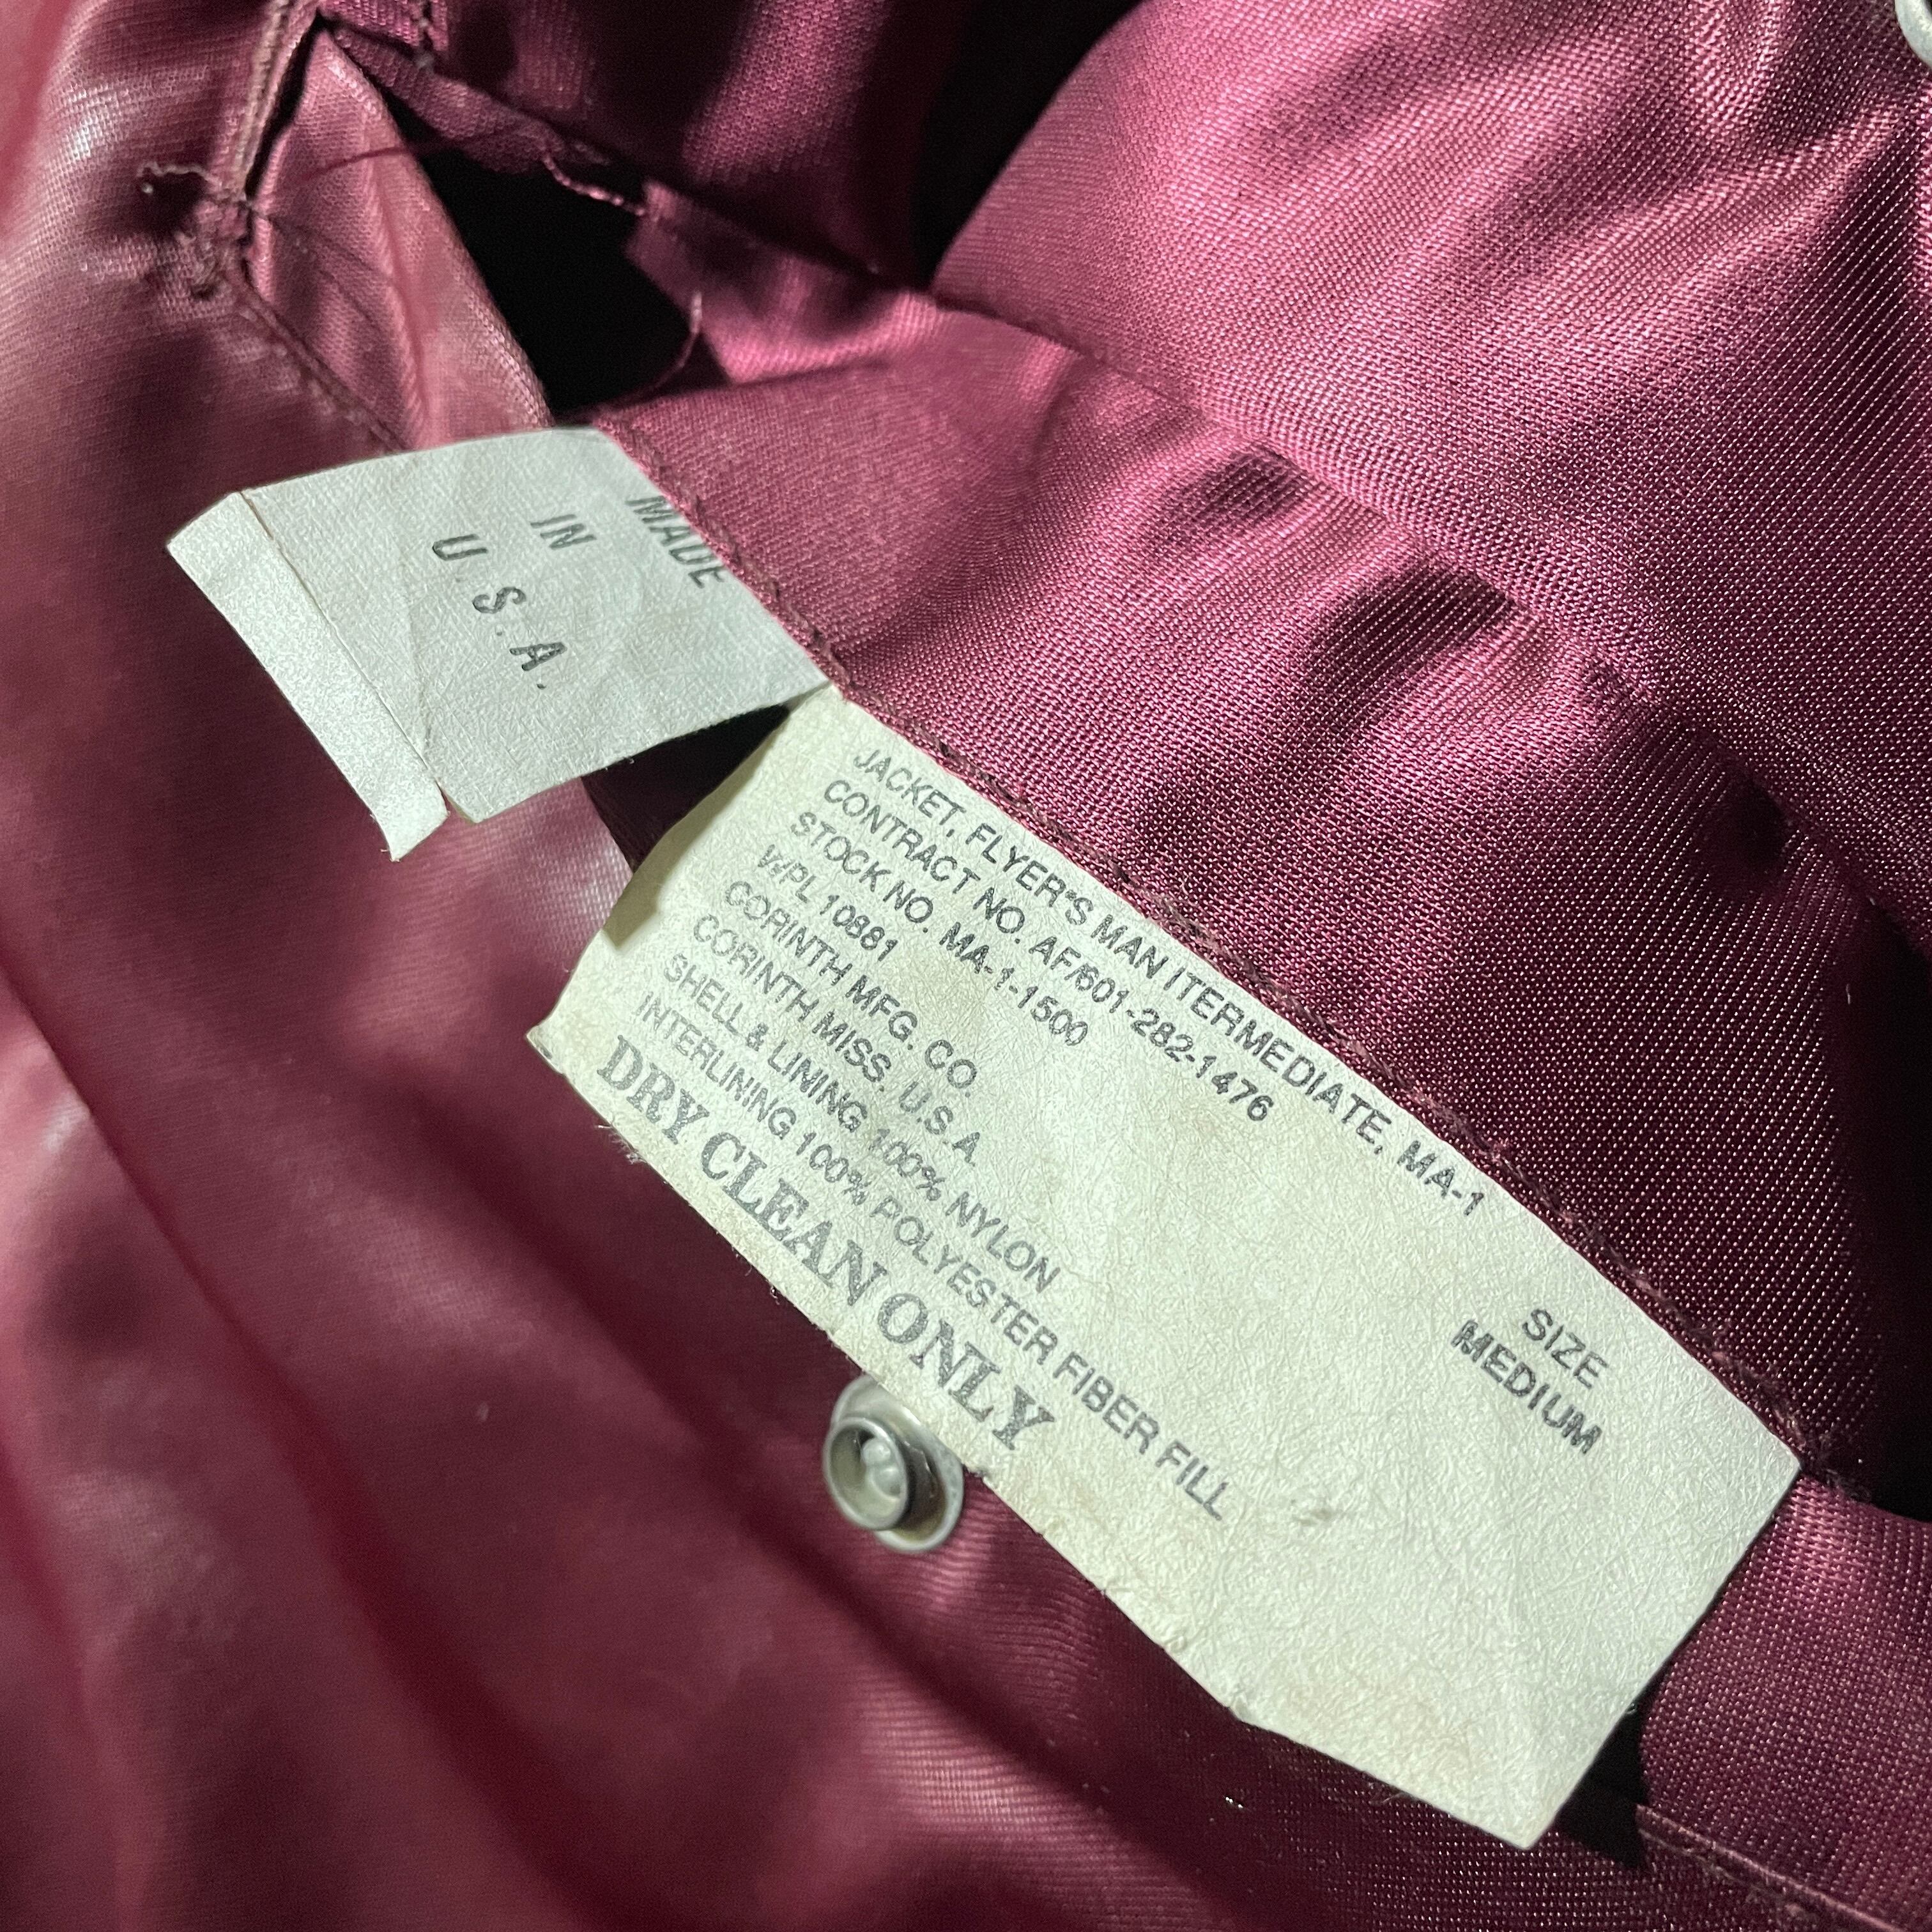 MADE
IN
U.S.A.
JACKET, FLYER'S MAN ITERMEDIATE, MA-1
CONTRACT NO. AF/601-282-1476
STOCK NO. MA-1-1500
WPL 10881
CORINTH MFG. CO.
CORINTH MISS. U.S.A.
SHELL & LINING 100% NYLON
INTERLINING 100% POLYESTER FIBER FILL
DRY CLEAN ONLY
SIZE
MEDIUM